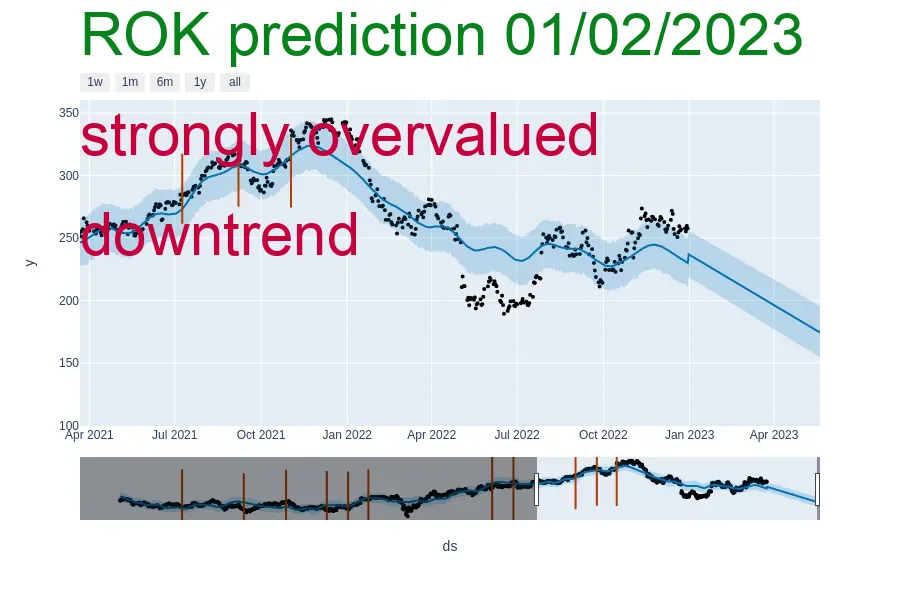 ROK prediction 01/02/2023
1w 1m 6m 1y all
350
strongly overvalued
300
250
downtrend
y
200
150
100
Apr 2021 Jul 2021 Oct 2021 Jan 2022 Apr 2022 Jul 2022 Oct 2022 Jan 2023 Apr 2023
ds